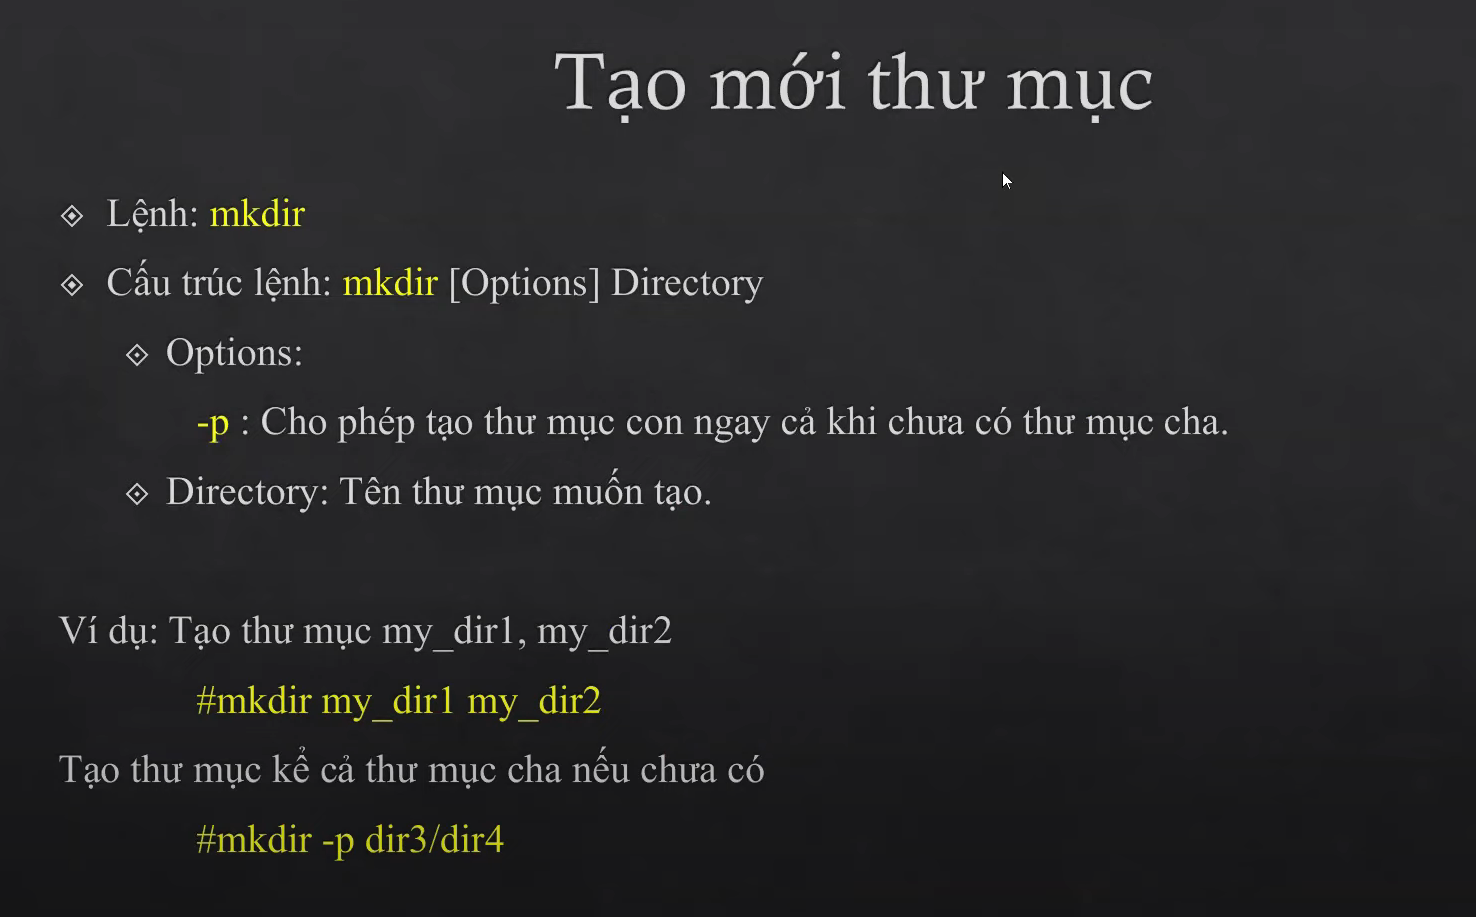 Tạo mới thư mục
Lệnh: mkdir
Cấu trúc lệnh: mkdir [Options] Directory
Options:
-p : Cho phép tạo thư mục con ngay cả khi chưa có thư mục cha.
Directory: Tên thư mục muốn tạo.
Ví dụ: Tạo thư mục my_dir1, my_dir2
#mkdir my_dir1 my_dir2
Tạo thư mục kể cả thư mục cha nếu chưa có
#mkdir -p dir3/dir4